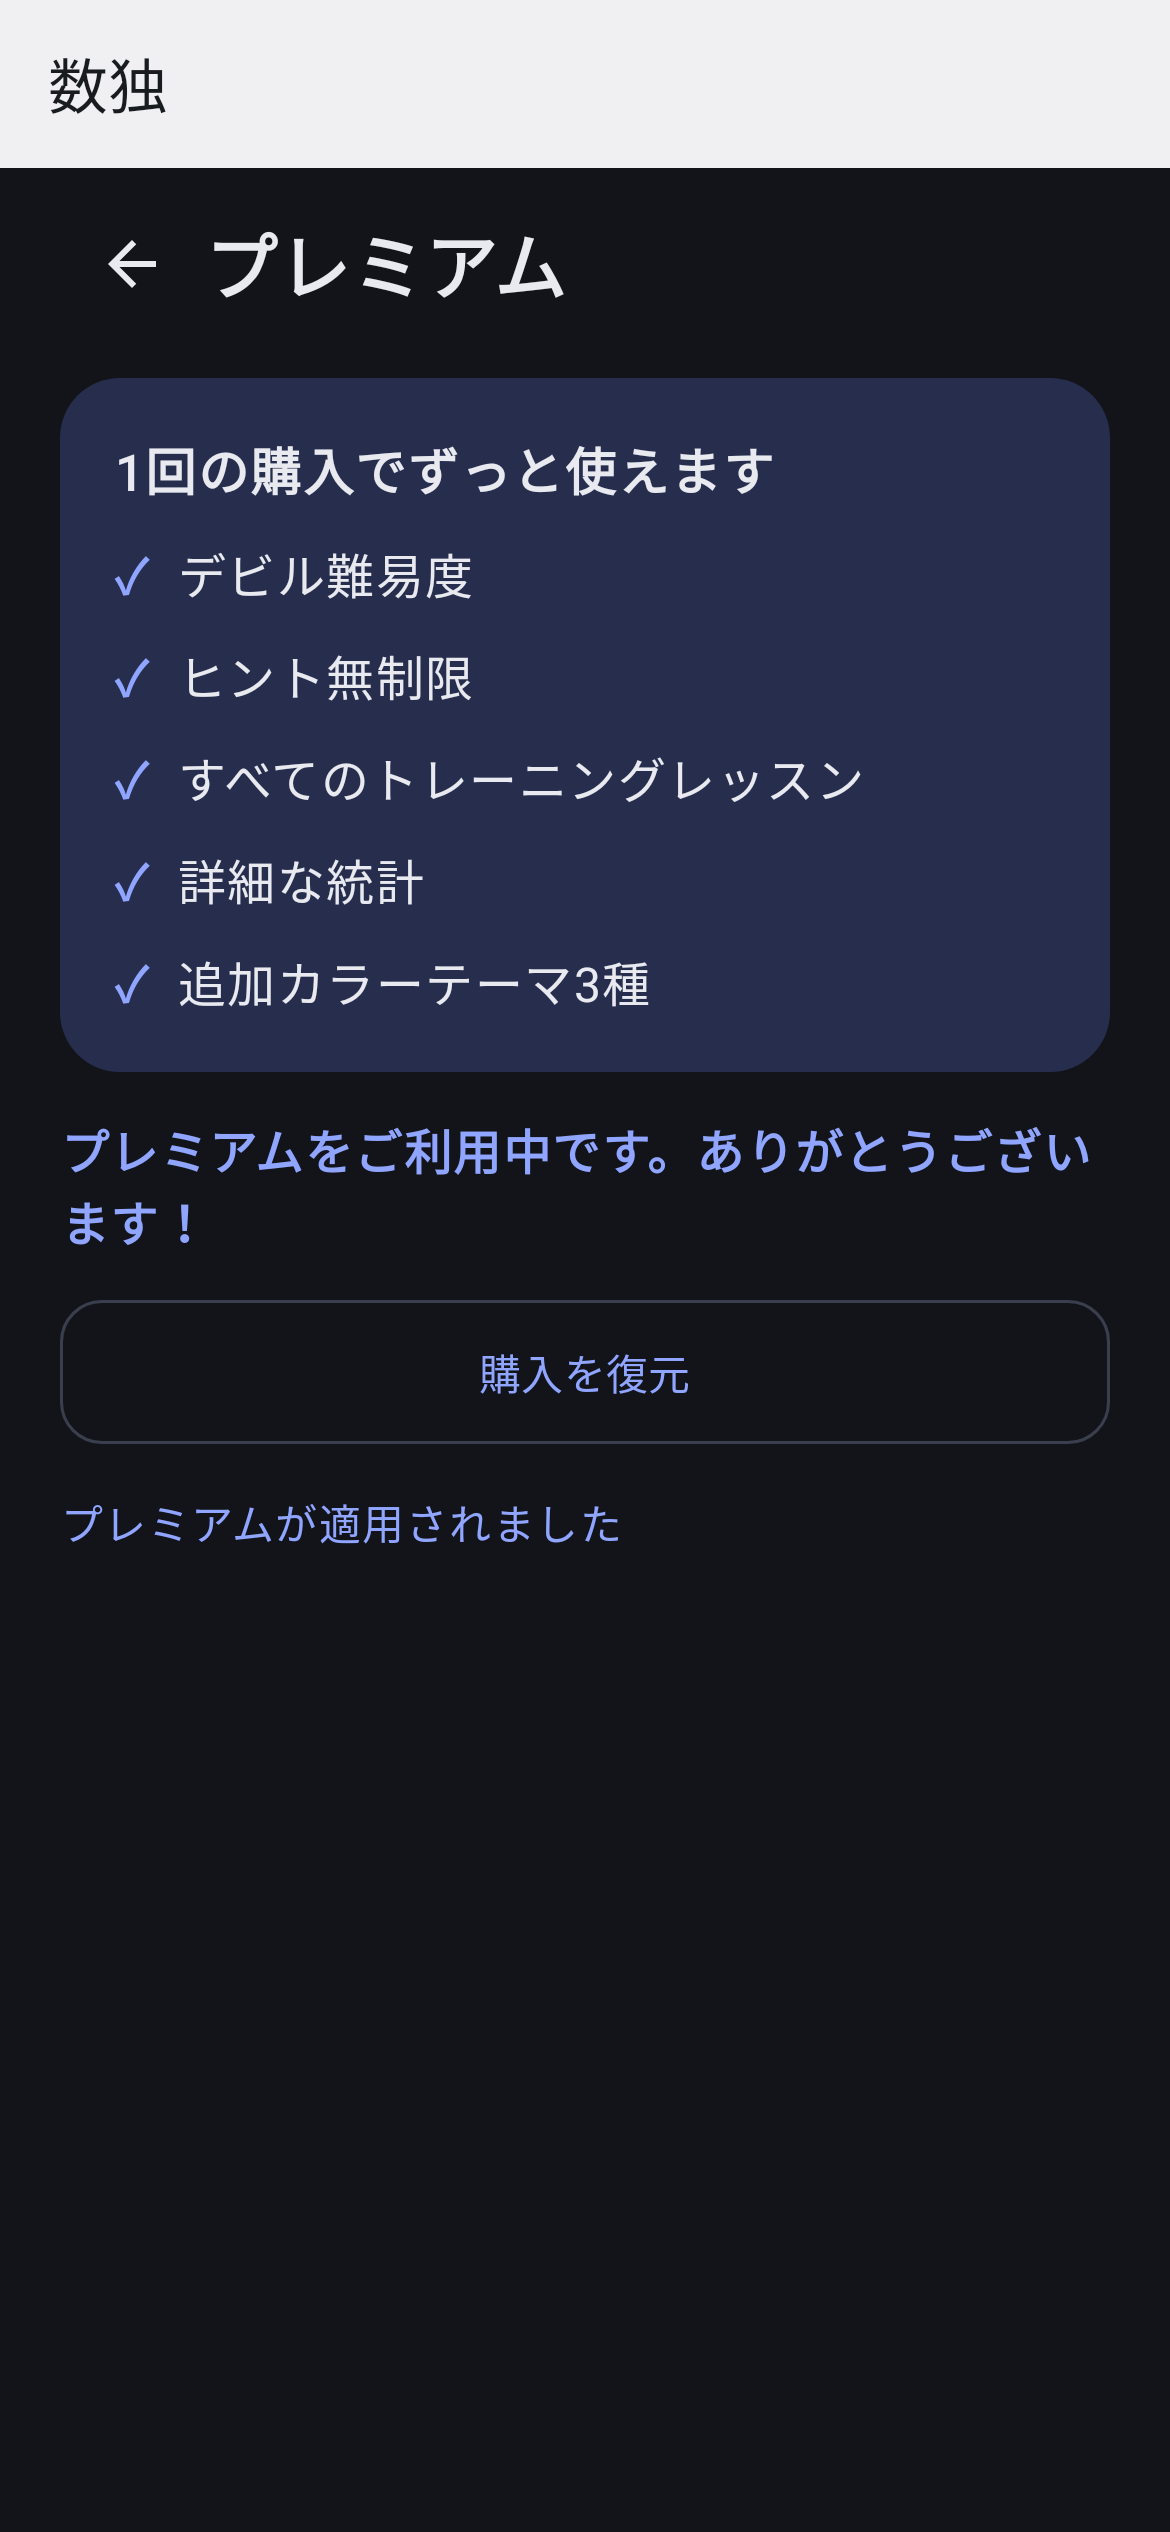 数独
プレミアム
1回の購入でずっと使えます
✓ デビル難易度
✓ ヒント無制限
✓ すべてのトレーニングレッスン
✓ 詳細な統計
✓ 追加カラーテーマ3種
プレミアムをご利用中です。ありがとうござい
ます！
購入を復元
プレミアムが適用されました